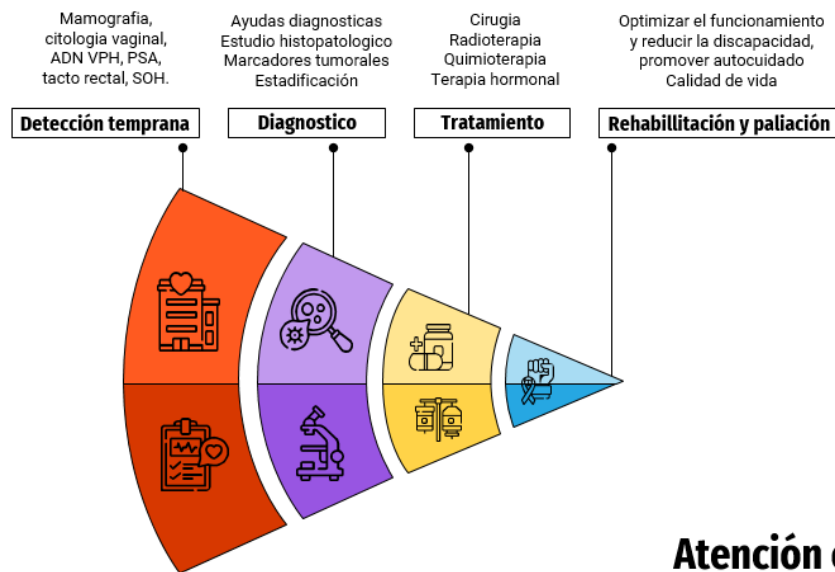 Mamografia,
citologia vaginal,
ADN VPH, PSA,
tacto rectal, SOH.
Detección temprana
Ayudas diagnosticas
Estudio histopatologico
Marcadores tumorales
Estadificación
Diagnostico
Cirugia
Radioterapia
Quimioterapia
Terapia hormonal
Tratamiento
Optimizar el funcionamiento
y reducir la discapacidad,
promover autocuidado
Calidad de vida
Rehabillitación y paliación
Atención